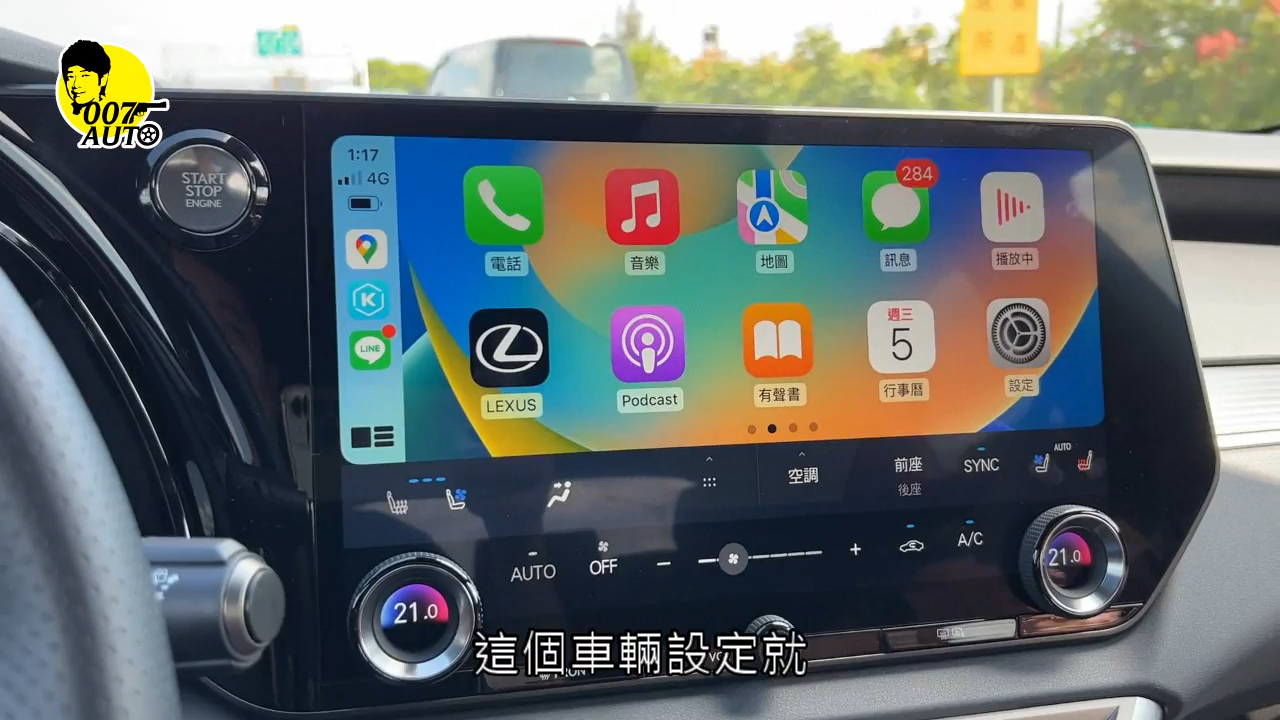 007
AUTO
START
STOP
ENGINE
1:17
4G
284
電話
音樂
地圖
訊息
播放中
LINE
週三
5
LEXUS
Podcast
有聲書
行事曆
設定
空調
前座
後座
SYNC
AUTO
AUTO
OFF
A/C
21.0
21.0
這個車輛設定就